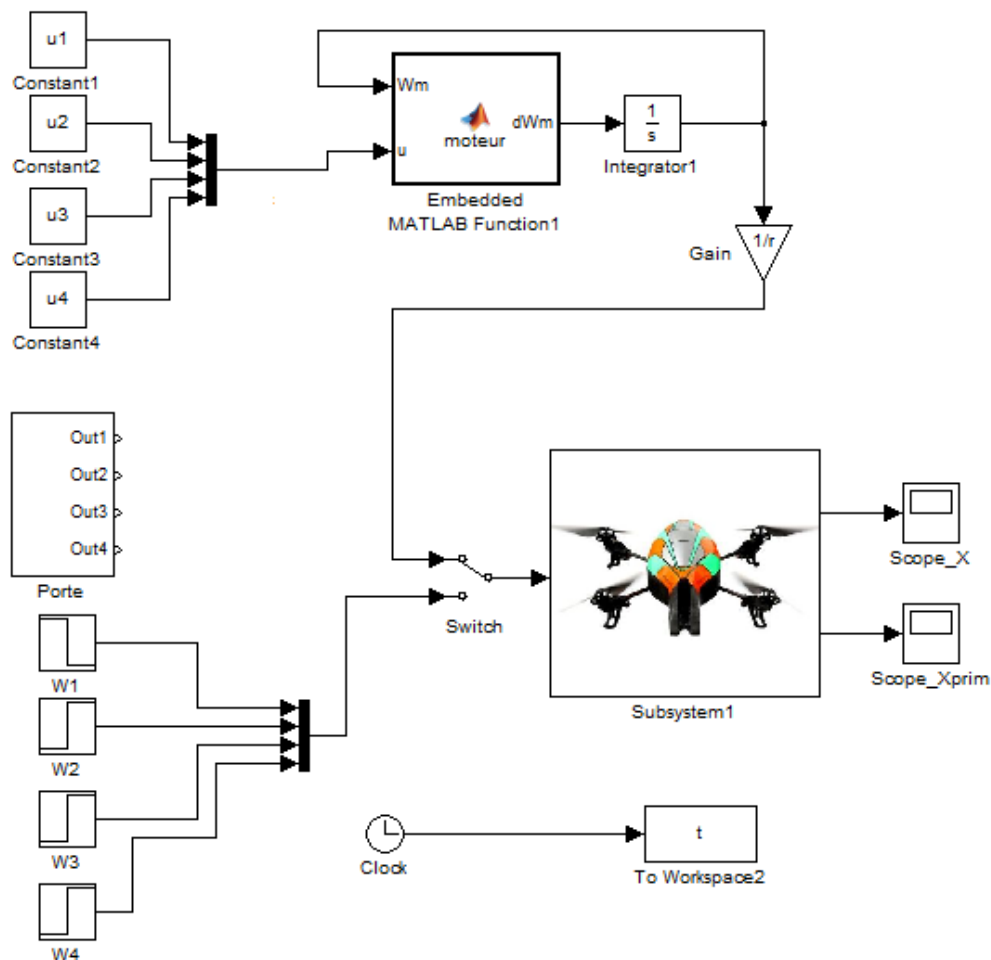 u1
Constant1
u2
Constant2
u3
Constant3
u4
Constant4
Wm
u
moteur
dWm
Embedded
MATLAB Function1
1
s
Integrator1
1/r
Gain
Out1
Out2
Out3
Out4
Porte
W1
W2
W3
W4
Switch
Subsystem1
Scope_X
Scope_Xprim
Clock
t
To Workspace2